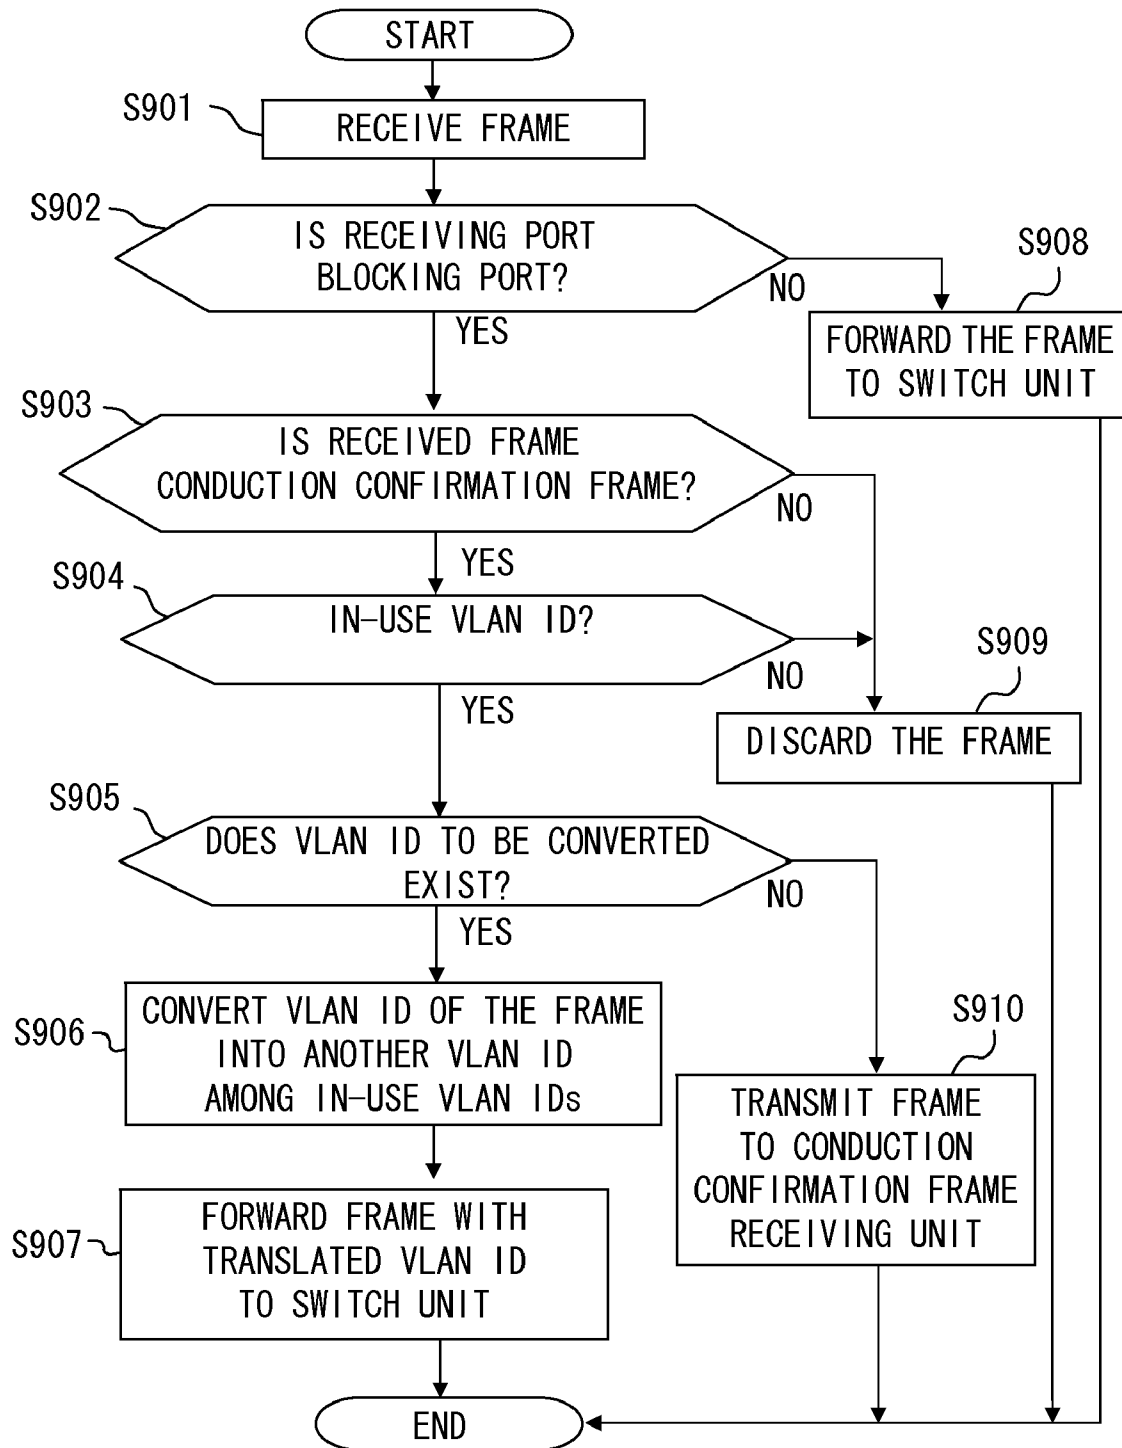 START
S901
RECEIVE FRAME
S902
IS RECEIVING PORT
BLOCKING PORT?
NO
YES
S908
FORWARD THE FRAME
TO SWITCH UNIT
S903
IS RECEIVED FRAME
CONDUCTION CONFIRMATION FRAME?
NO
YES
S904
IN-USE VLAN ID?
NO
YES
S909
DISCARD THE FRAME
S905
DOES VLAN ID TO BE CONVERTED
EXIST?
NO
YES
S906
CONVERT VLAN ID OF THE FRAME
INTO ANOTHER VLAN ID
AMONG IN-USE VLAN IDs
S910
TRANSMIT FRAME
TO CONDUCTION
CONFIRMATION FRAME
RECEIVING UNIT
S907
FORWARD FRAME WITH
TRANSLATED VLAN ID
TO SWITCH UNIT
END